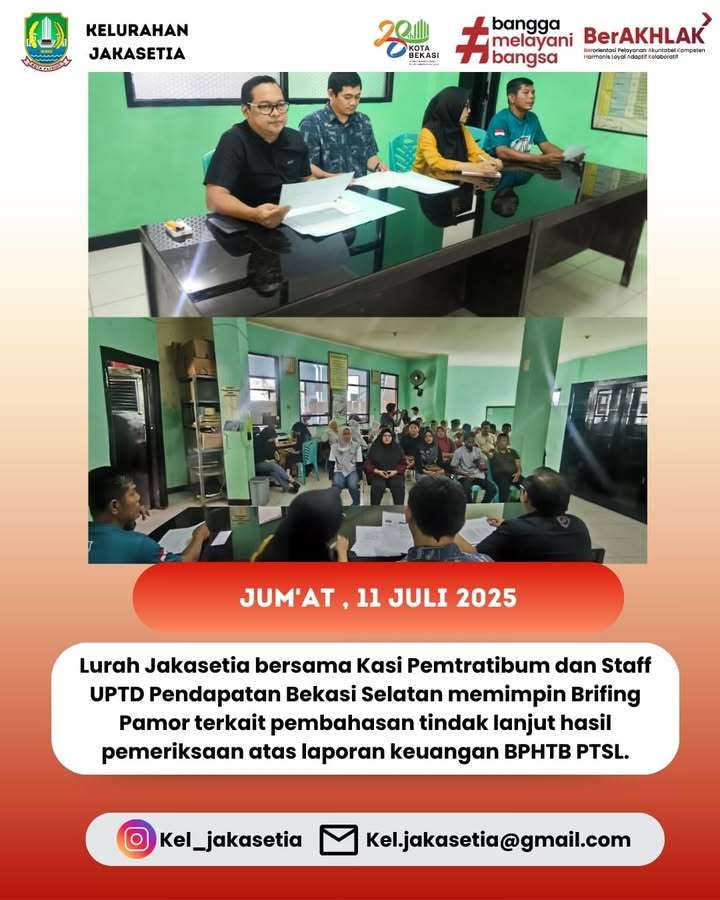 KELURAHAN
JAKASETIA
KOTA
BEKASI
#bangga
melayani
bangsa
BerAKHLAK
Berorientasi Pelayanan Akuntabel Kompeten
Harmonis Loyal Adaptif Kolaboratif
JUM'AT , 11 JULI 2025
Lurah Jakasetia bersama Kasi Pemtratibum dan Staff
UPTD Pendapatan Bekasi Selatan memimpin Brifing
Pamor terkait pembahasan tindak lanjut hasil
pemeriksaan atas laporan keuangan BPHTB PTSL.
Kel_jakasetia
Kel.jakasetia@gmail.com